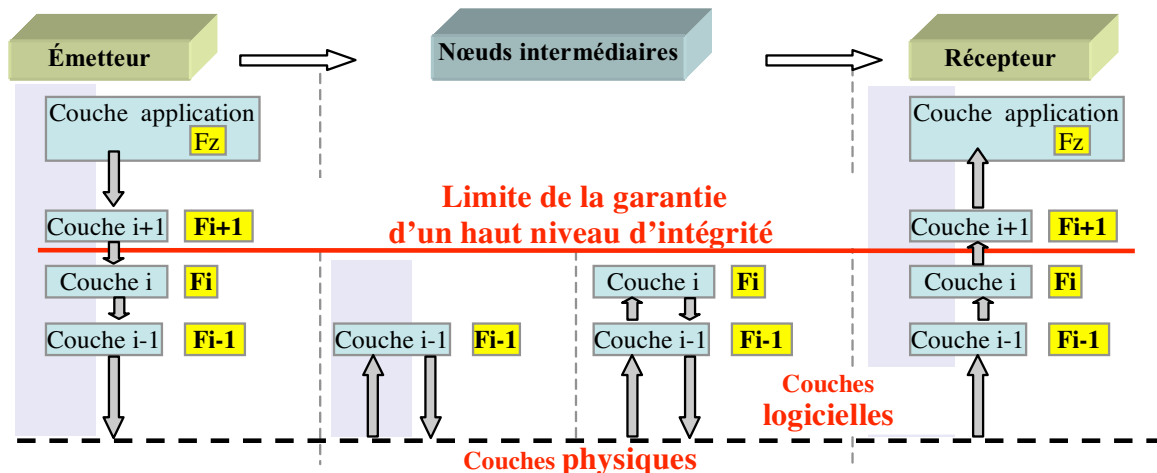 Émetteur
Nœuds intermédiaires
Récepteur
Couche application
Fz
Couche application
Fz
Limite de la garantie
d’un haut niveau d’intégrité
Couche i+1
Fi+1
Couche i+1
Fi+1
Couche i
Fi
Couche i
Fi
Couche i
Fi
Couche i-1
Fi-1
Couche i-1
Fi-1
Couche i-1
Fi-1
Couche i-1
Fi-1
Couches
logicielles
Couches physiques